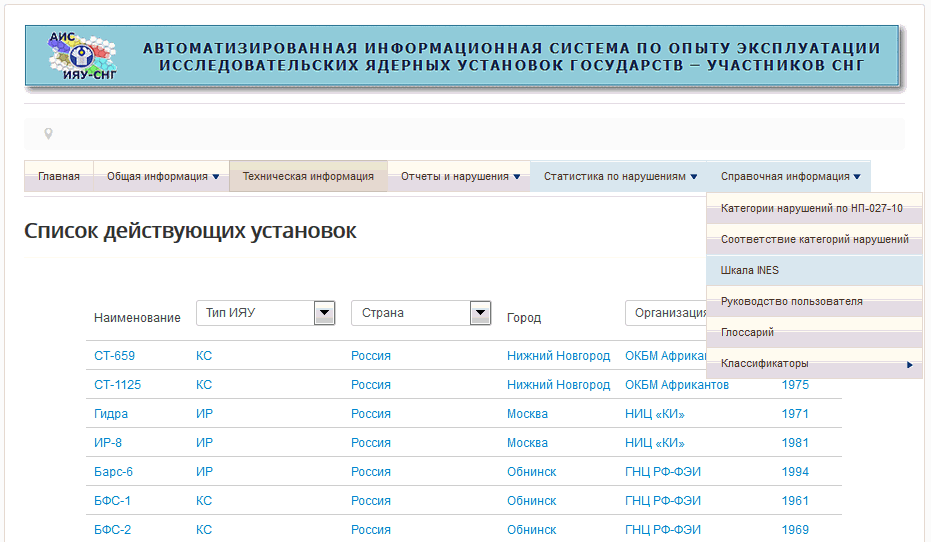 АИС
ИЯУ-СНГ
АВТОМАТИЗИРОВАННАЯ ИНФОРМАЦИОННАЯ СИСТЕМА ПО ОПЫТУ ЭКСПЛУАТАЦИИ
ИССЛЕДОВАТЕЛЬСКИХ ЯДЕРНЫХ УСТАНОВОК ГОСУДАРСТВ – УЧАСТНИКОВ СНГ
Главная Общая информация Техническая информация Отчеты и нарушения Статистика по нарушениям Справочная информация
Категории нарушений по НП-027-10
Соответствие категорий нарушений
Шкала INES
Руководство пользователя
Глоссарий
Классификаторы
Список действующих установок
Наименование Тип ИЯУ Страна Город Организация
СТ-659 КС Россия Нижний Новгород ОКБМ Африкан
СТ-1125 КС Россия Нижний Новгород ОКБМ Африкантов 1975
Гидра ИР Россия Москва НИЦ «КИ» 1971
ИР-8 ИР Россия Москва НИЦ «КИ» 1981
Барс-6 ИР Россия Обнинск ГНЦ РФ-ФЭИ 1994
БФС-1 КС Россия Обнинск ГНЦ РФ-ФЭИ 1961
БФС-2 КС Россия Обнинск ГНЦ РФ-ФЭИ 1969